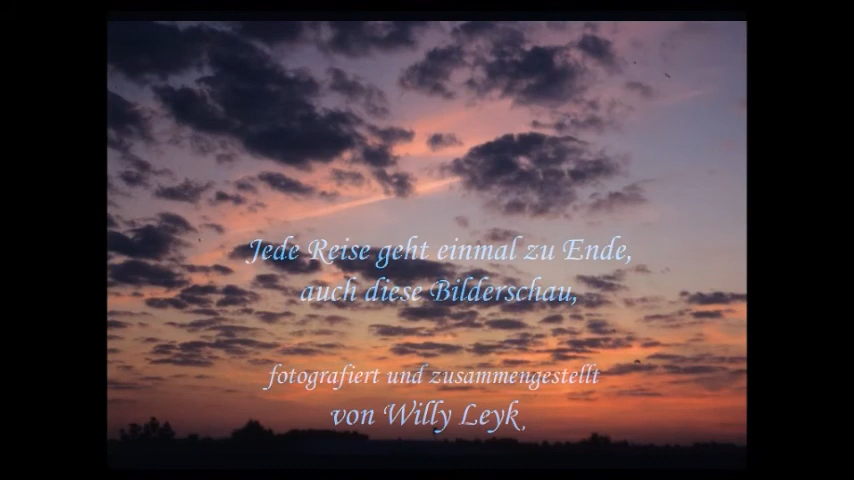 Jede Reise geht einmal zu Ende,
auch diese Bilderschau,
fotografiert und zusammengestellt
von Willy Leyk,